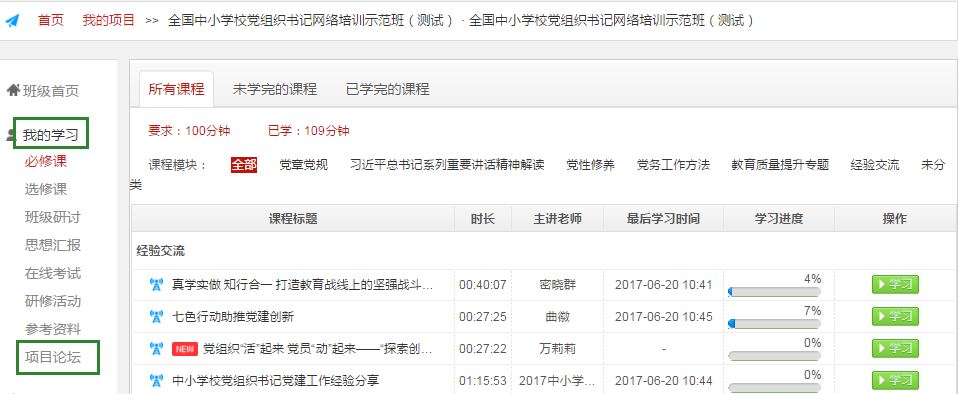 首页 我的项目 >> 全国中小学校党组织书记网络培训示范班（测试） · 全国中小学校党组织书记网络培训示范班（测试）
班级首页
我的学习
必修课
选修课
班级研讨
思想汇报
在线考试
研修活动
参考资料
项目论坛
所有课程 未学完的课程 已学完的课程
要求：100分钟 已学：109分钟
课程模块： 全部 党章党规 习近平总书记系列重要讲话精神解读 党性修养 党务工作方法 教育质量提升专题 经验交流 未分
类
课程标题 时长 主讲老师 最后学习时间 学习进度 操作
经验交流
真学实做 知行合一 打造教育战线上的坚强战斗... 00:40:07 密晓群 2017-06-20 10:41 4% 学习
七色行动助推党建创新 00:27:25 曲徽 2017-06-20 10:45 7% 学习
NEW 党组织“活”起来 党员“动”起来——“探索创... 00:27:22 万莉莉 - 0% 学习
中小学校党组织书记党建工作经验分享 01:15:53 2017中小学... 2017-06-20 10:44 0% 学习